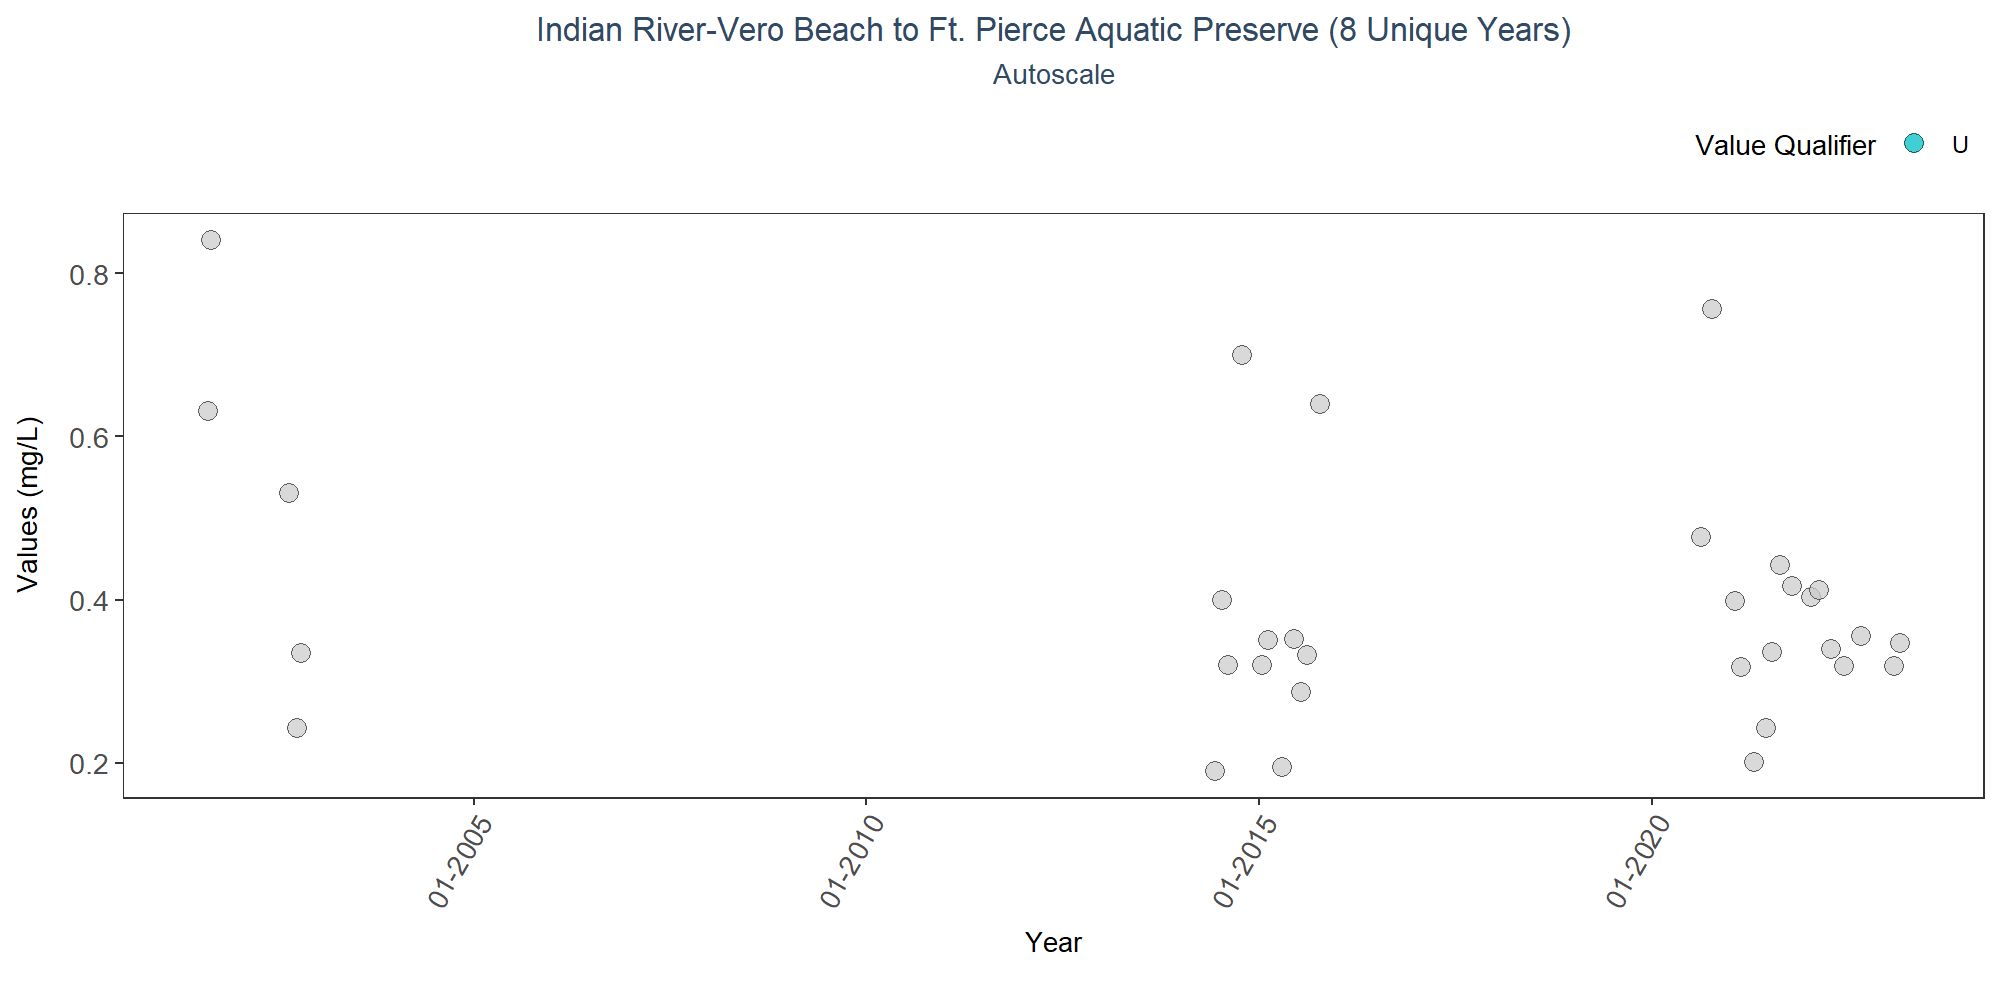 Indian River-Vero Beach to Ft. Pierce Aquatic Preserve (8 Unique Years)
Autoscale
Value Qualifier U
Values (mg/L)
0.8
0.6
0.4
0.2
01-2005
01-2010
01-2015
01-2020
Year